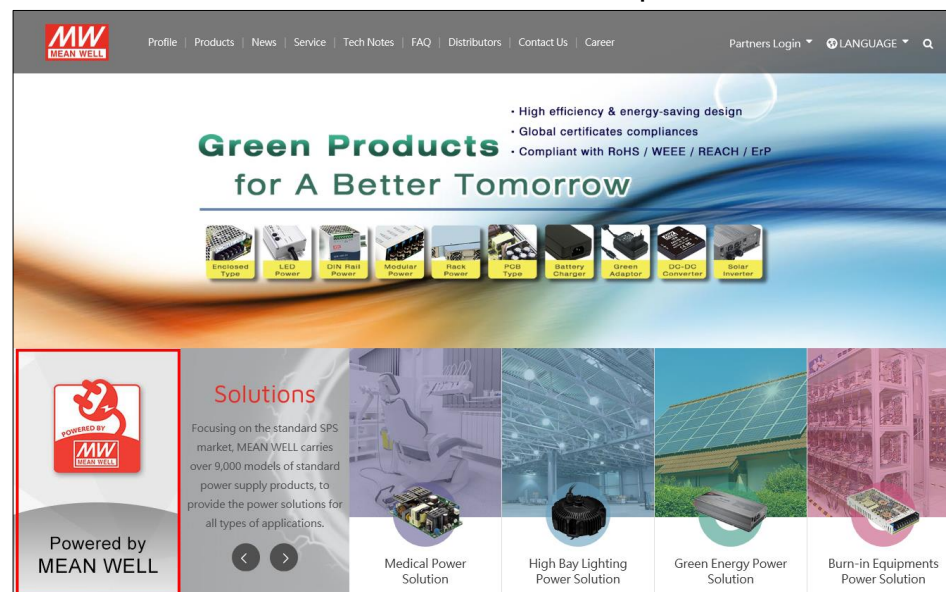 MW
MEAN WELL
Profile | Products | News | Service | Tech Notes | FAQ | Distributors | Contact Us | Career
Partners Login
LANGUAGE
Green Products
for A Better Tomorrow
· High efficiency & energy-saving design
· Global certificates compliances
· Compliant with RoHS / WEEE / REACH / ErP
Enclosed Type
LED Power
DIN Rail Power
Modular Power
Rack Power
PCB Type
Battery Charger
Green Adaptor
DC-DC Converter
Solar Inverter
POWERED BY
MW
MEAN WELL
Powered by
MEAN WELL
Solutions
Focusing on the standard SPS
market, MEAN WELL carries
over 9,000 models of standard
power supply products, to
provide the power solutions for
all types of applications.
Medical Power
Solution
High Bay Lighting
Power Solution
Green Energy Power
Solution
Burn-in Equipments
Power Solution